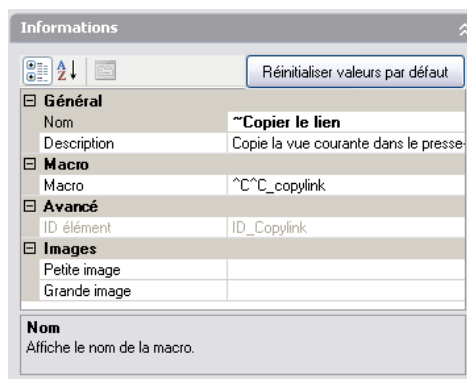 Informations
Réinitialiser valeurs par défaut
Général
Nom ~Copier le lien
Description Copie la vue courante dans le presse-
Macro
Macro ^C^C_copylink
Avancé
ID élément ID_Copylink
Images
Petite image
Grande image
Nom
Affiche le nom de la macro.